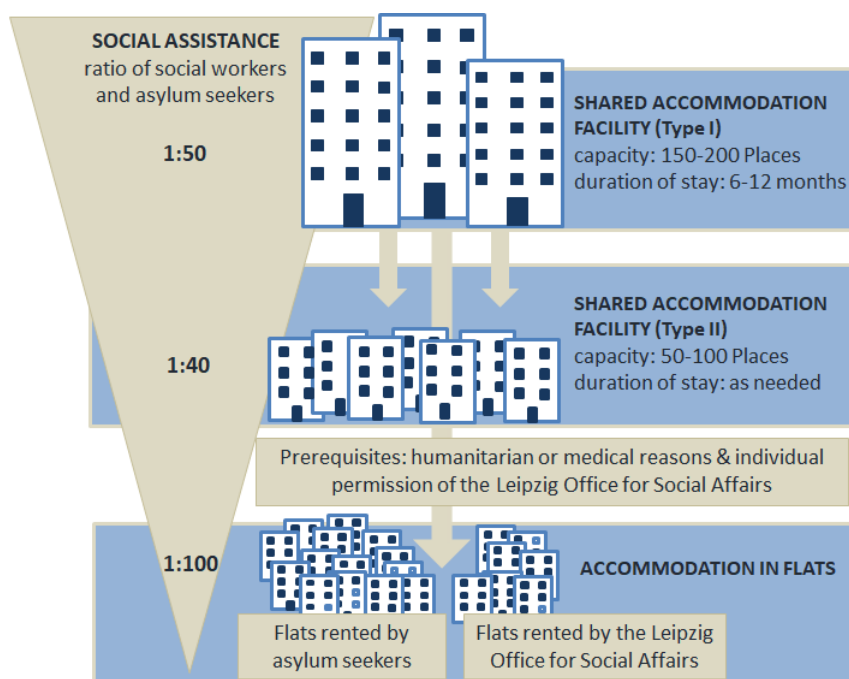 SOCIAL ASSISTANCE
ratio of social workers
and asylum seekers
1:50
SHARED ACCOMMODATION
FACILITY (Type I)
capacity: 150-200 Places
duration of stay: 6-12 months
1:40
SHARED ACCOMMODATION
FACILITY (Type II)
capacity: 50-100 Places
duration of stay: as needed
Prerequisites: humanitarian or medical reasons & individual
permission of the Leipzig Office for Social Affairs
1:100
ACCOMMODATION IN FLATS
Flats rented by
asylum seekers
Flats rented by the Leipzig
Office for Social Affairs